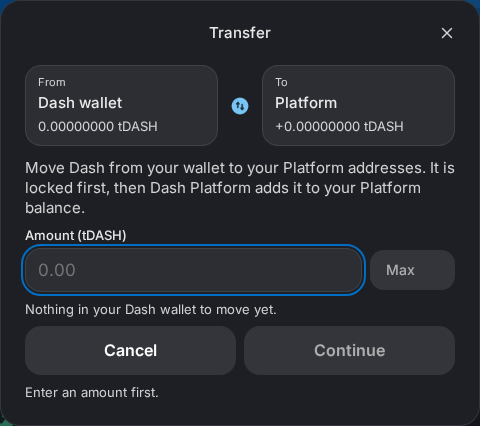 Transfer
From
Dash wallet
0.00000000 tDASH
To
Platform
+0.00000000 tDASH
Move Dash from your wallet to your Platform addresses. It is
locked first, then Dash Platform adds it to your Platform
balance.
Amount (tDASH)
0.00
Max
Nothing in your Dash wallet to move yet.
Cancel
Continue
Enter an amount first.